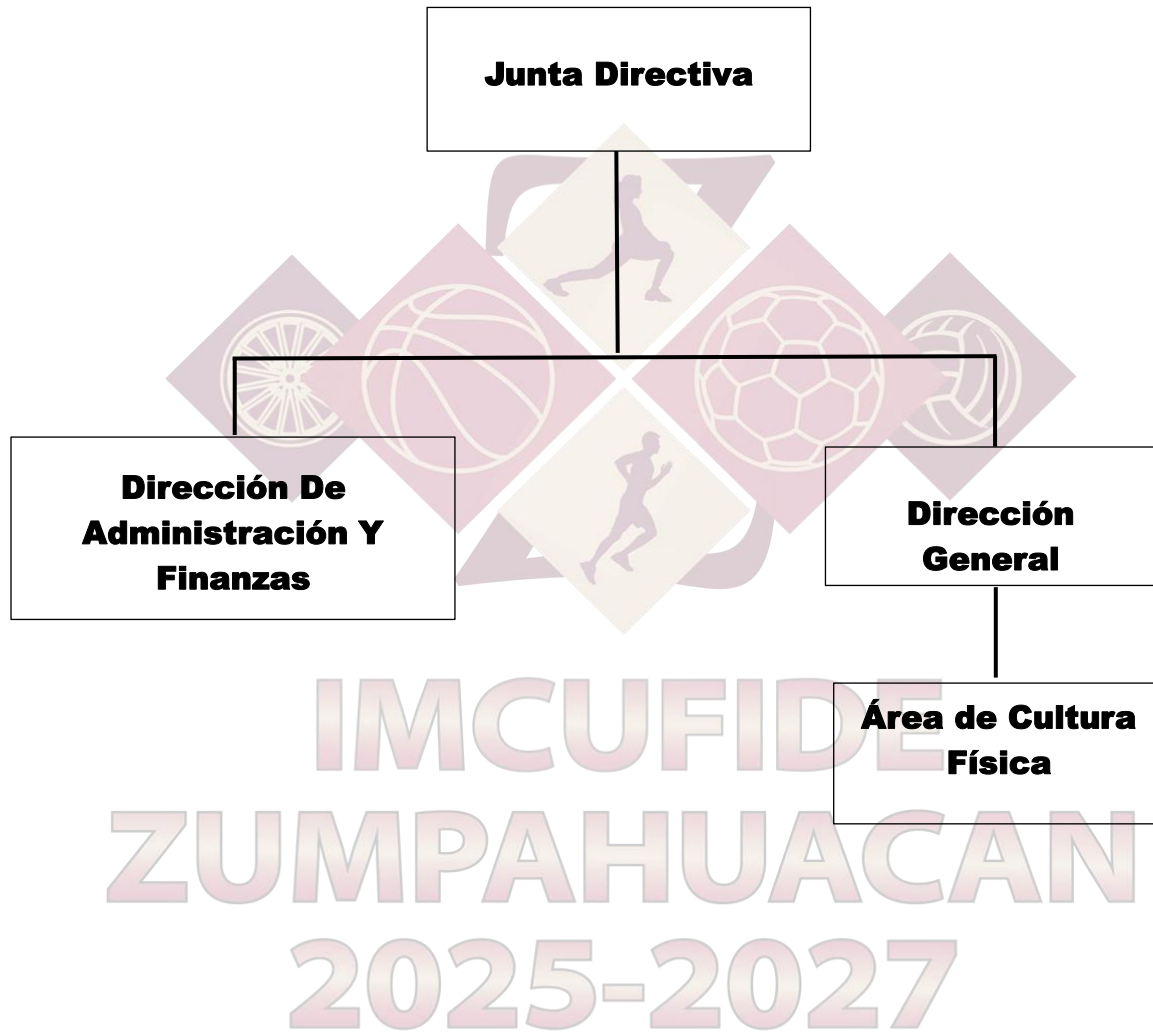 Junta Directiva
Dirección De
Administración Y
Finanzas
Dirección
General
Área de Cultura
Física
IMCUFIDE
ZUMPAHUACAN
2025-2027